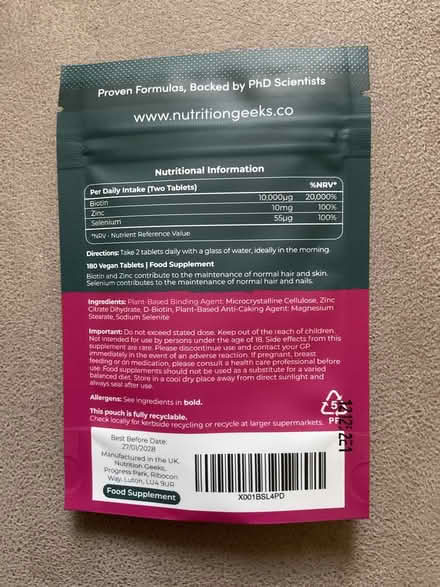 Proven Formulas, Backed by PhD Scientists
www.nutritiongeeks.co
Nutritional Information
Per Daily Intake (Two Tablets) %NRV*
Biotin 10,000µg 20,000%
Zinc 10mg 100%
Selenium 55µg 100%
*NRV - Nutrient Reference Value
Directions: Take 2 tablets daily with a glass of water, ideally in the morning.
180 Vegan Tablets | Food Supplement
Biotin and Zinc contribute to the maintenance of normal hair and skin.
Selenium contributes to the maintenance of normal hair and nails.
Ingredients: Plant-Based Binding Agent: Microcrystalline Cellulose, Zinc
Citrate Dihydrate, D-Biotin, Plant-Based Anti-Caking Agent: Magnesium
Stearate, Sodium Selenite
Important: Do not exceed stated dose. Keep out of the reach of children.
Not intended for use by persons under the age of 18. Side effects from this
supplement are rare. Please discontinue use and contact your GP
immediately in the event of an adverse reaction. If pregnant, breast
feeding or on medication, please consult a health care professional before
use. Food supplements should not be used as a substitute for a varied
balanced diet. Store in a cool dry place away from direct sunlight and
always seal after use.
Allergens: See Ingredients in bold.
This pouch is fully recyclable.
Check locally for kerbside recycling or recycle at larger supermarkets.
Best Before Date:
27/01/2028
Manufactured in the UK.
Nutrition Geeks,
Progress Park, Ribocon
Way, Luton, LU4 9UR
Food Supplement
X001BSL4PD